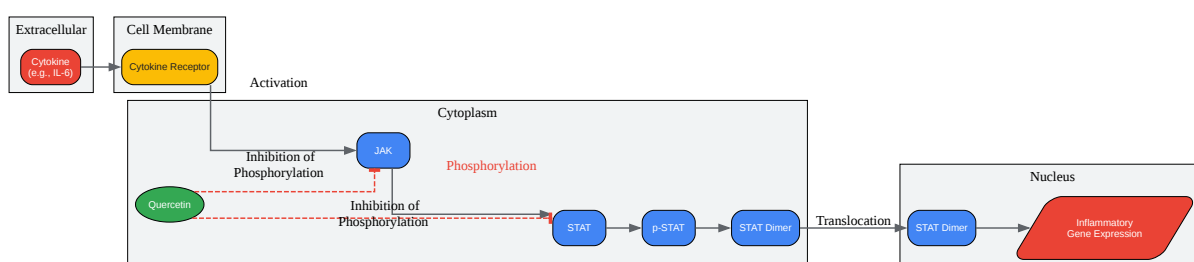 Extracellular
Cell Membrane
Cytokine
(e.g., IL-6)
Cytokine Receptor
Activation
Cytoplasm
JAK
Inhibition of
Phosphorylation
Phosphorylation
Quercetin
Inhibition of
Phosphorylation
STAT
p-STAT
STAT Dimer
Translocation
Nucleus
STAT Dimer
Inflammatory
Gene Expression